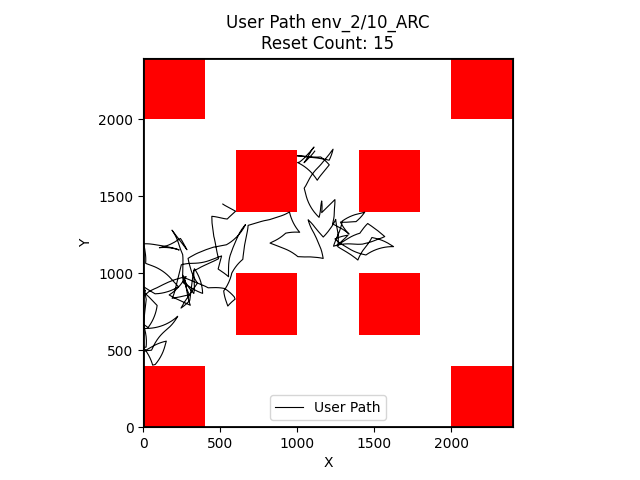 User Path env_2/10_ARC
Reset Count: 15
Y
2000
1500
1000
500
0
User Path
0 500 1000 1500 2000
X